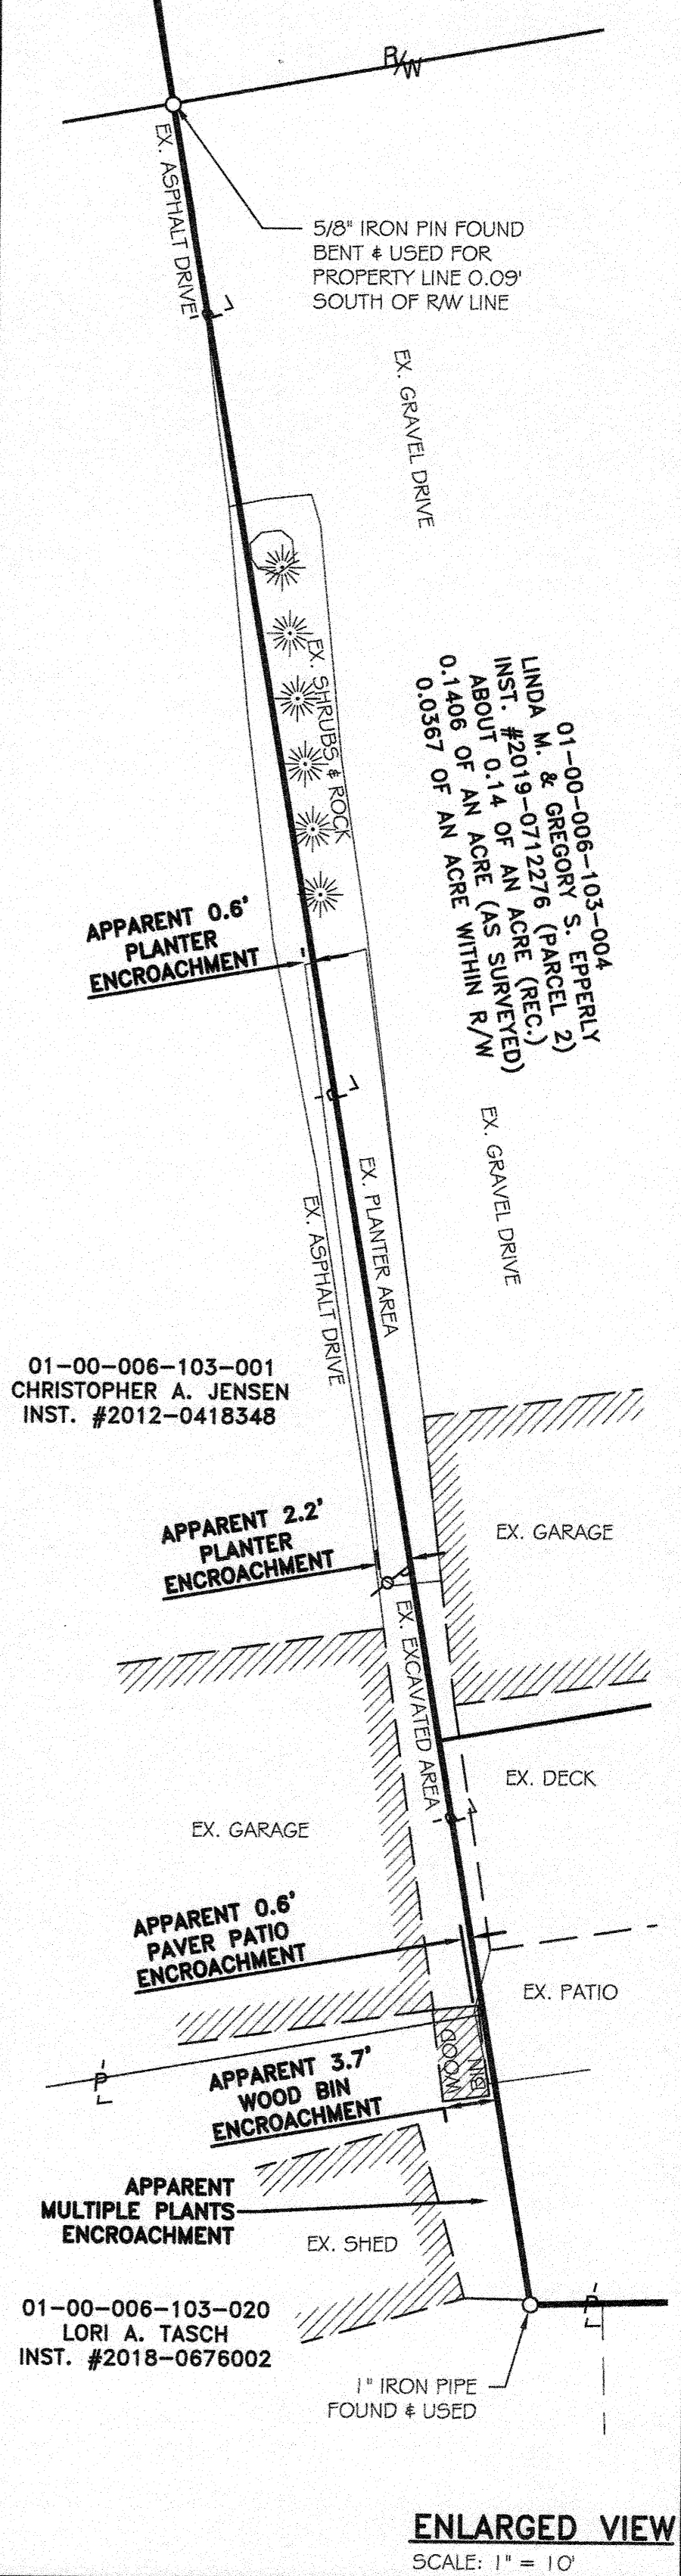 R/W
EX. ASPHALT DRIVE
5/8" IRON PIN FOUND
BENT & USED FOR
PROPERTY LINE 0.09'
SOUTH OF R/W LINE
PL
EX. GRAVEL DRIVE
EX. SHRUBS & ROCK
01-00-006-103-004
LINDA M. & GREGORY S. EPPERLY
INST. #2019-0712276 (PARCEL 2)
ABOUT 0.14 OF AN ACRE (REC.)
0.1406 OF AN ACRE (AS SURVEYED)
0.0367 OF AN ACRE WITHIN R/W
APPARENT 0.6'
PLANTER
ENCROACHMENT
PL
EX. GRAVEL DRIVE
EX. PLANTER AREA
EX. ASPHALT DRIVE
01-00-006-103-001
CHRISTOPHER A. JENSEN
INST. #2012-0418348
APPARENT 2.2'
PLANTER
ENCROACHMENT
EX. GARAGE
EX. EXCAVATED AREA
EX. DECK
PL
EX. GARAGE
APPARENT 0.6'
PAVER PATIO
ENCROACHMENT
EX. PATIO
WOOD
BIN
PL
APPARENT 3.7'
WOOD BIN
ENCROACHMENT
APPARENT
MULTIPLE PLANTS
ENCROACHMENT
EX. SHED
PL
01-00-006-103-020
LORI A. TASCH
INST. #2018-0676002
1" IRON PIPE
FOUND & USED
ENLARGED VIEW
SCALE: 1" = 10'